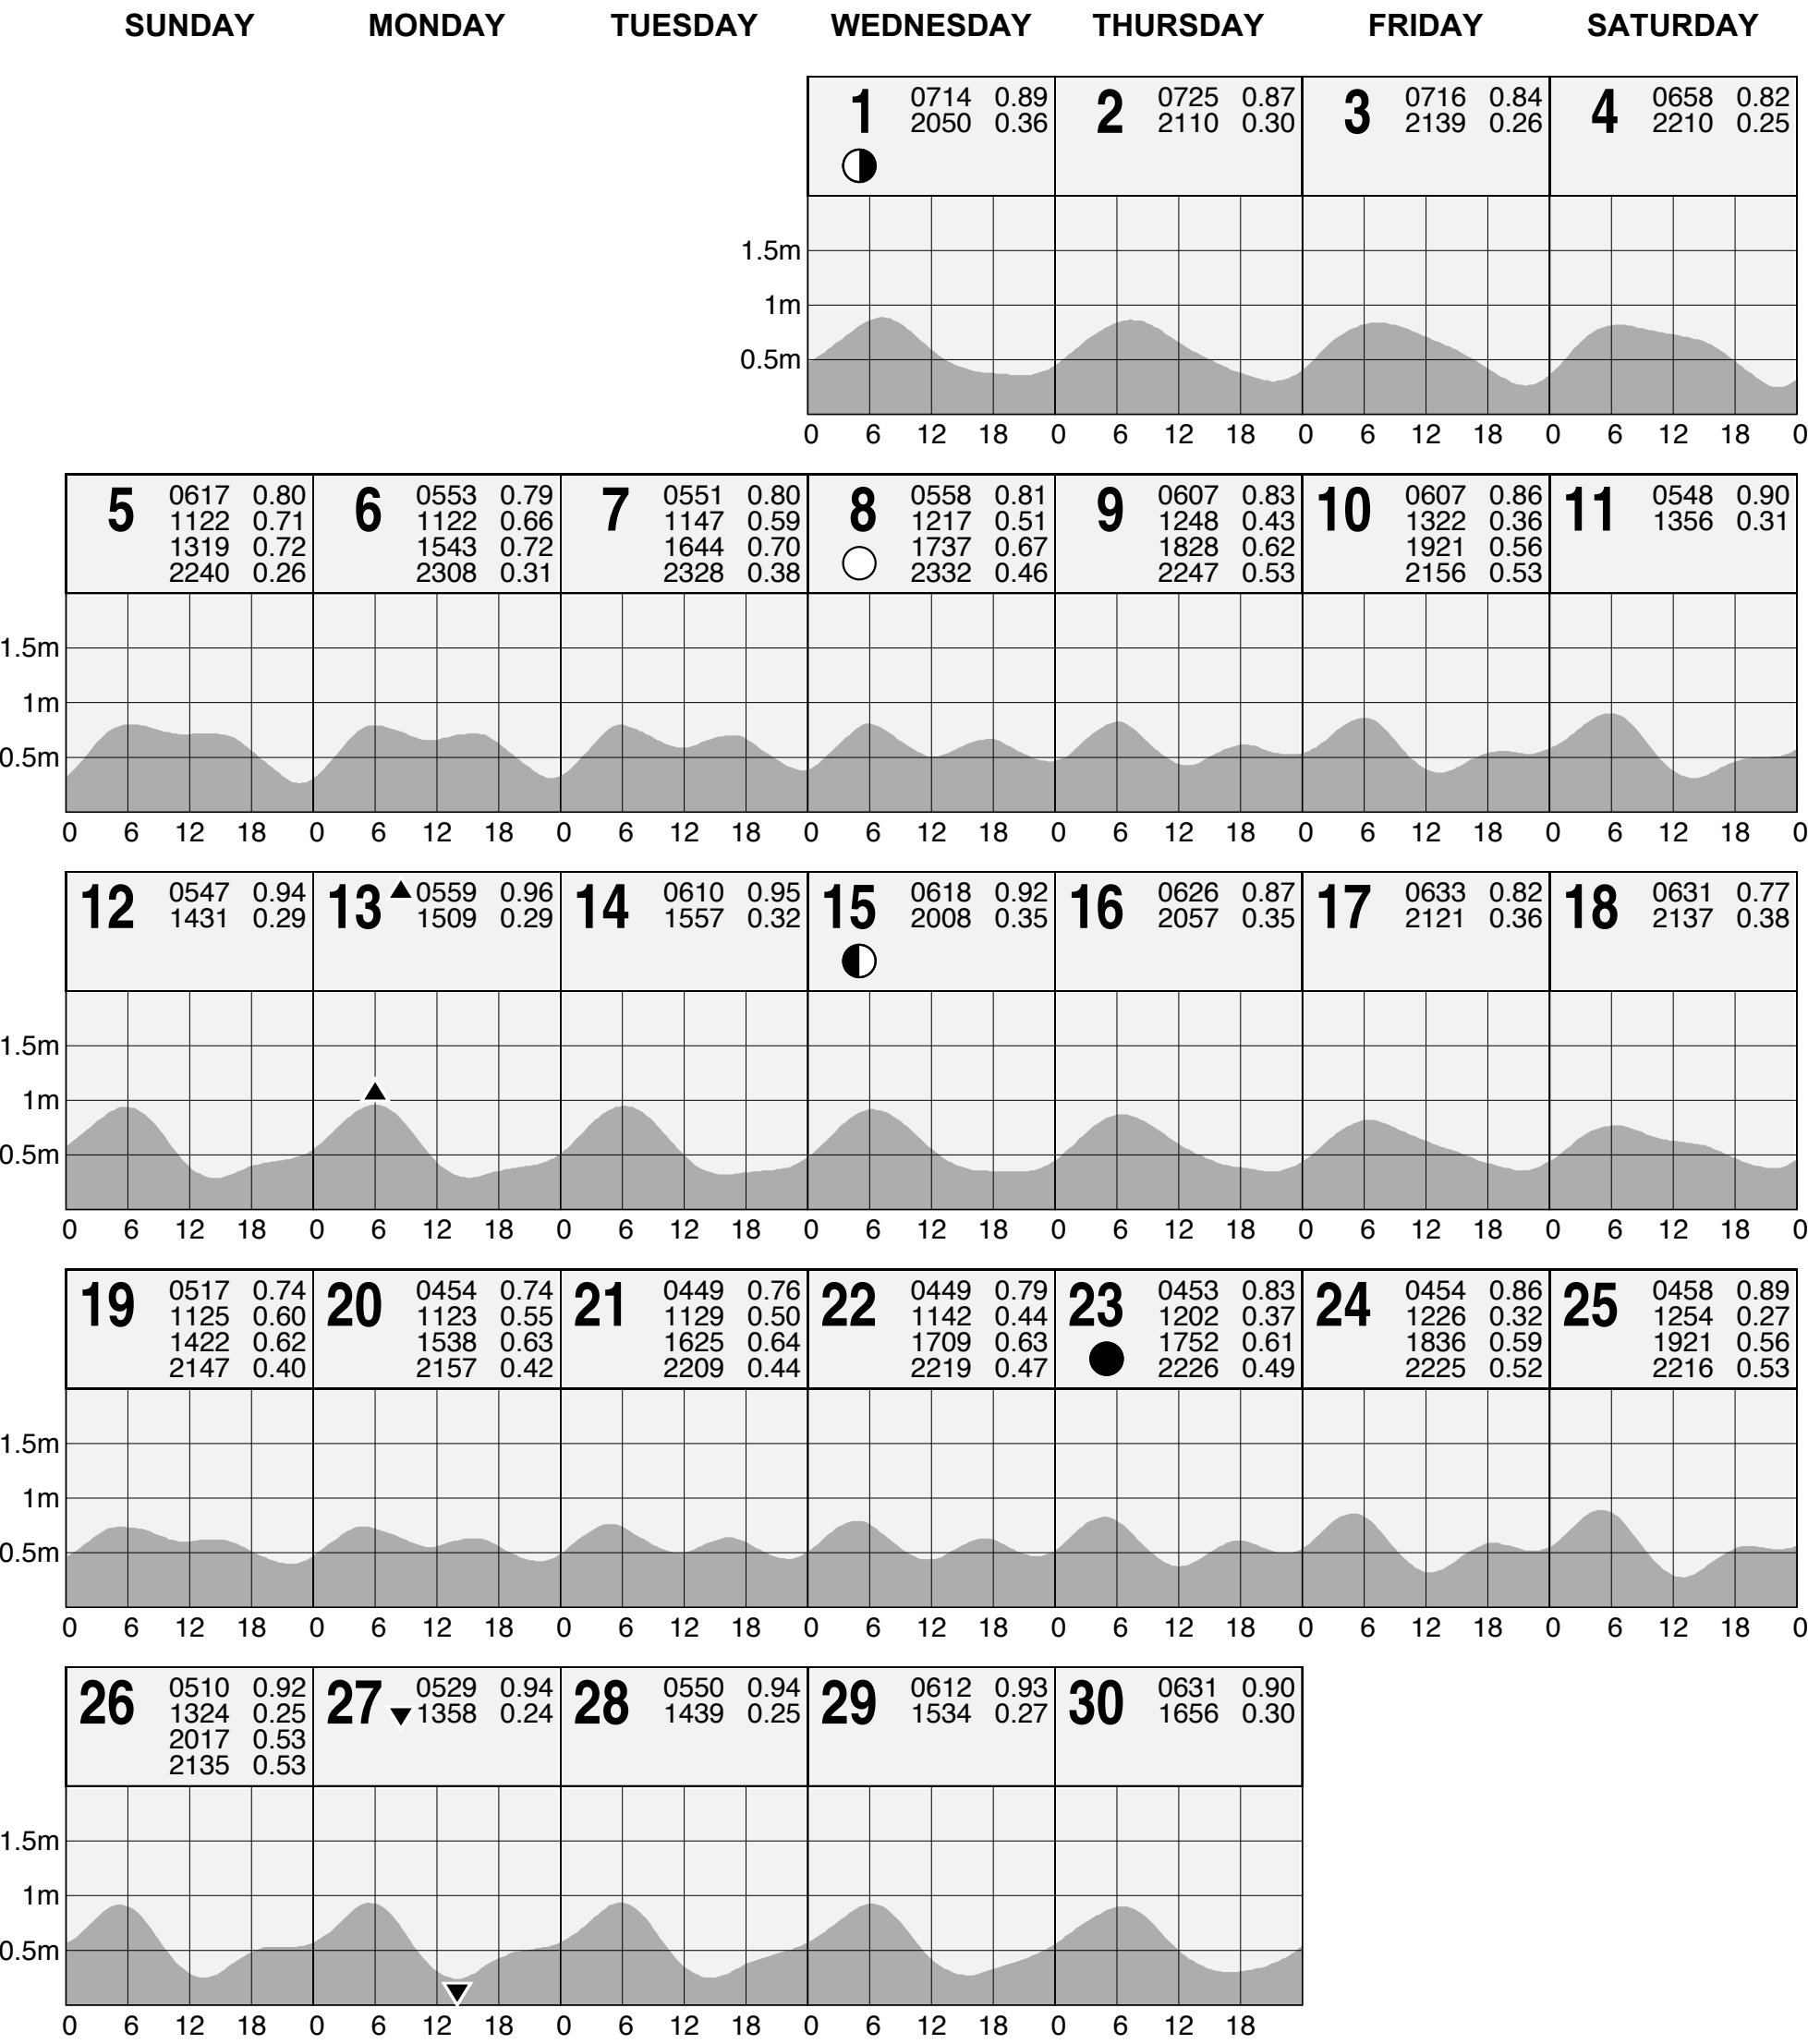 SUNDAY MONDAY TUESDAY WEDNESDAY THURSDAY FRIDAY SATURDAY
1 0714 0.89 2 0725 0.87 3 0716 0.84 4 0658 0.82
2050 0.36 2110 0.30 2139 0.26 2210 0.25
1.5m
1m
0.5m
0 6 12 18 0 6 12 18 0 6 12 18 0 6 12 18 0
5 0617 0.80 6 0553 0.79 7 0551 0.80 8 0558 0.81 9 0607 0.83 10 0607 0.86 11 0548 0.90
1122 0.71 1122 0.66 1147 0.59 1217 0.51 1248 0.43 1322 0.36 1356 0.31
1319 0.72 1543 0.72 1644 0.70 1737 0.67 1828 0.62 1921 0.56
2240 0.26 2308 0.31 2328 0.38 2332 0.46 2247 0.53 2156 0.53
1.5m
1m
0.5m
0 6 12 18 0 6 12 18 0 6 12 18 0 6 12 18 0 6 12 18 0 6 12 18 0 6 12 18 0
12 0547 0.94 13 0559 0.96 14 0610 0.95 15 0618 0.92 16 0626 0.87 17 0633 0.82 18 0631 0.77
1431 0.29 1509 0.29 1557 0.32 2008 0.35 2057 0.35 2121 0.36 2137 0.38
1.5m
1m
0.5m
0 6 12 18 0 6 12 18 0 6 12 18 0 6 12 18 0 6 12 18 0 6 12 18 0 6 12 18 0
19 0517 0.74 20 0454 0.74 21 0449 0.76 22 0449 0.79 23 0453 0.83 24 0454 0.86 25 0458 0.89
1125 0.60 1123 0.55 1129 0.50 1142 0.44 1202 0.37 1226 0.32 1254 0.27
1422 0.62 1538 0.63 1625 0.64 1709 0.63 1752 0.61 1836 0.59 1921 0.56
2147 0.40 2157 0.42 2209 0.44 2219 0.47 2226 0.49 2225 0.52 2216 0.53
1.5m
1m
0.5m
0 6 12 18 0 6 12 18 0 6 12 18 0 6 12 18 0 6 12 18 0 6 12 18 0 6 12 18 0
26 0510 0.92 27 0529 0.94 28 0550 0.94 29 0612 0.93 30 0631 0.90
1324 0.25 1358 0.24 1439 0.25 1534 0.27 1656 0.30
2017 0.53
2135 0.53
1.5m
1m
0.5m
0 6 12 18 0 6 12 18 0 6 12 18 0 6 12 18 0 6 12 18